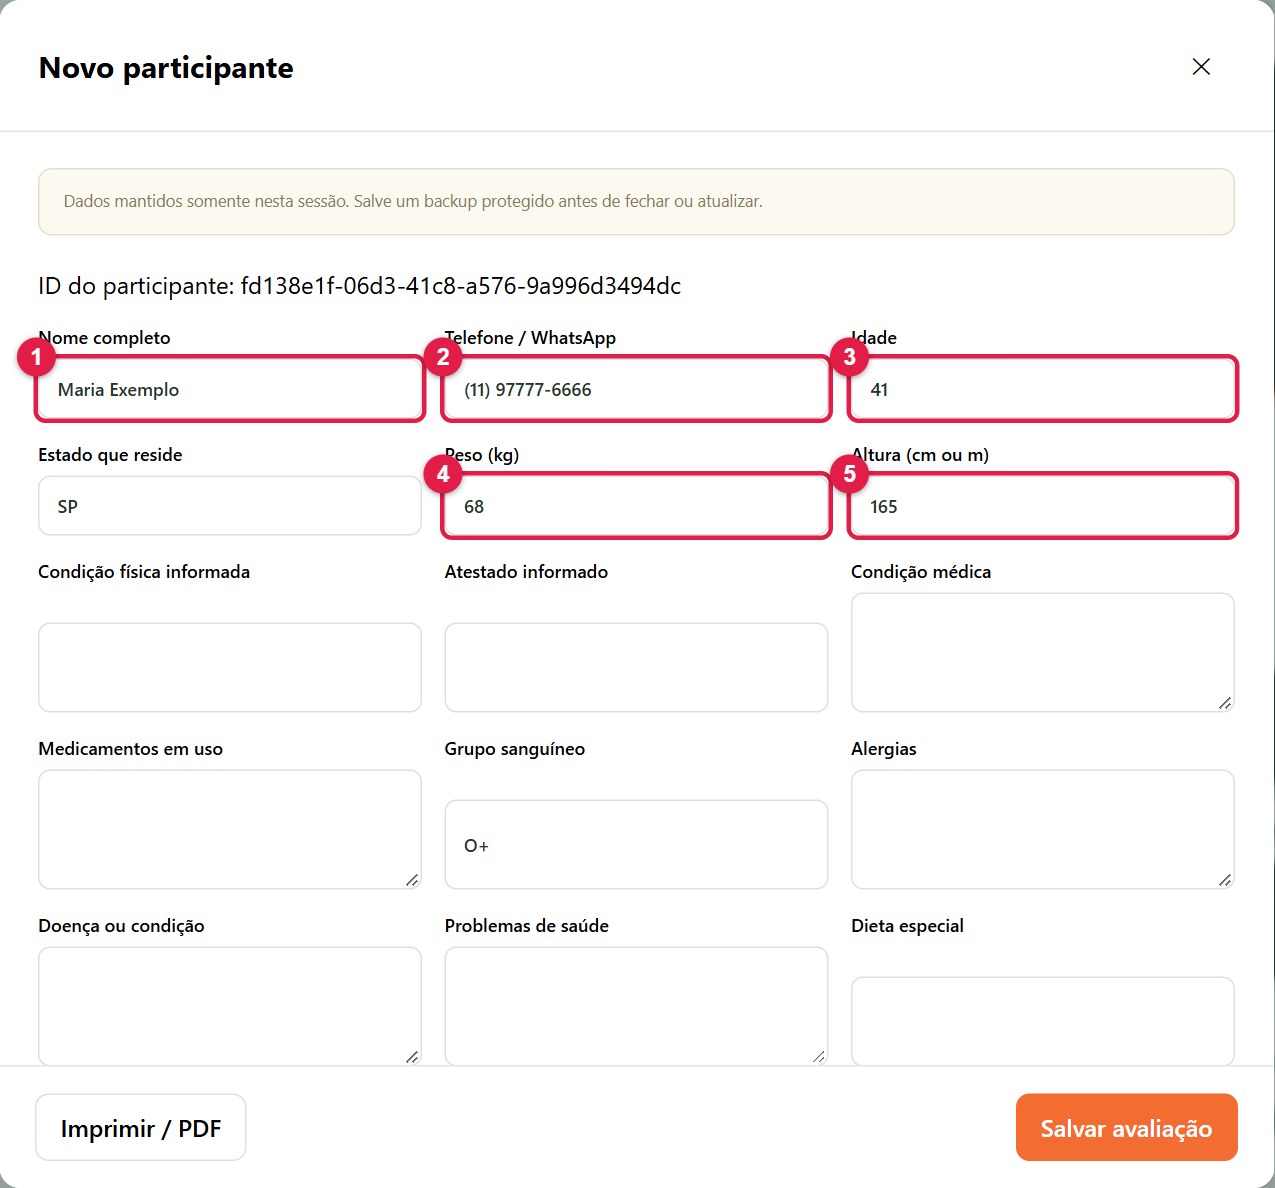 Novo participante
Dados mantidos somente nesta sessão. Salve um backup protegido antes de fechar ou atualizar.
ID do participante: fd138e1f-06d3-41c8-a576-9a996d3494dc
Nome completo
Telefone / WhatsApp
Idade
1
Maria Exemplo
2
(11) 97777-6666
3
41
Estado que reside
Peso (kg)
Altura (cm ou m)
SP
4
68
5
165
Condição física informada
Atestado informado
Condição médica
Medicamentos em uso
Grupo sanguíneo
Alergias
O+
Doença ou condição
Problemas de saúde
Dieta especial
Imprimir / PDF
Salvar avaliação